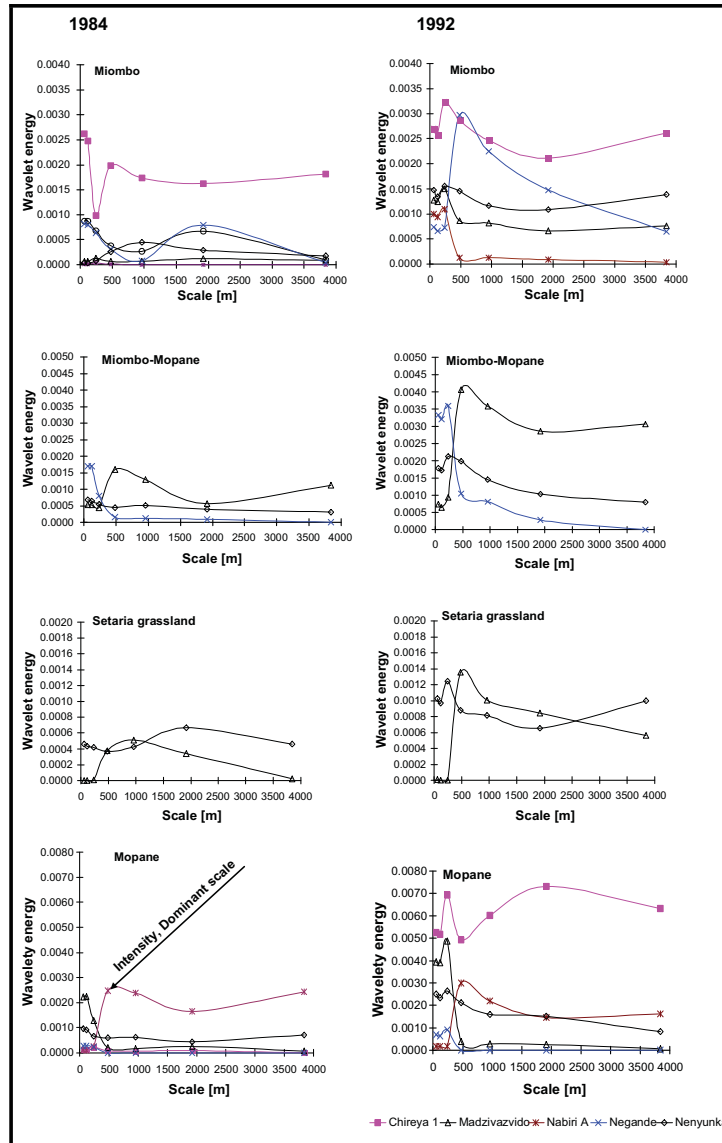 1984
Miombo
Wavelet energy
0.0040
0.0035
0.0030
0.0025
0.0020
0.0015
0.0010
0.0005
0.0000
0 500 1000 1500 2000 2500 3000 3500 4000
Scale [m]
1992
Miombo
Wavelet energy
0.0040
0.0035
0.0030
0.0025
0.0020
0.0015
0.0010
0.0005
0.0000
0 500 1000 1500 2000 2500 3000 3500 4000
Scale [m]
Miombo-Mopane
Wavelet energy
0.0050
0.0045
0.0040
0.0035
0.0030
0.0025
0.0020
0.0015
0.0010
0.0005
0.0000
0 500 1000 1500 2000 2500 3000 3500 4000
Scale [m]
Miombo-Mopane
Wavelet energy
0.0050
0.0045
0.0040
0.0035
0.0030
0.0025
0.0020
0.0015
0.0010
0.0005
0.0000
0 500 1000 1500 2000 2500 3000 3500 4000
Scale [m]
Setaria grassland
Wavelet energy
0.0020
0.0018
0.0016
0.0014
0.0012
0.0010
0.0008
0.0006
0.0004
0.0002
0.0000
0 500 1000 1500 2000 2500 3000 3500 4000
Scale [m]
Setaria grassland
Wavelet energy
0.0020
0.0018
0.0016
0.0014
0.0012
0.0010
0.0008
0.0006
0.0004
0.0002
0.0000
0 500 1000 1500 2000 2500 3000 3500 4000
Scale [m]
Mopane
Wavelety energy
0.0080
0.0070
0.0060
0.0050
0.0040
0.0030
0.0020
0.0010
0.0000
Intensity, Dominant scale
0 500 1000 1500 2000 2500 3000 3500 4000
Scale [m]
Mopane
Wavelety energy
0.0080
0.0070
0.0060
0.0050
0.0040
0.0030
0.0020
0.0010
0.0000
0 500 1000 1500 2000 2500 3000 3500 4000
Scale [m]
Chireya 1 Madzivazvido Nabiri A Negande Nenyunk